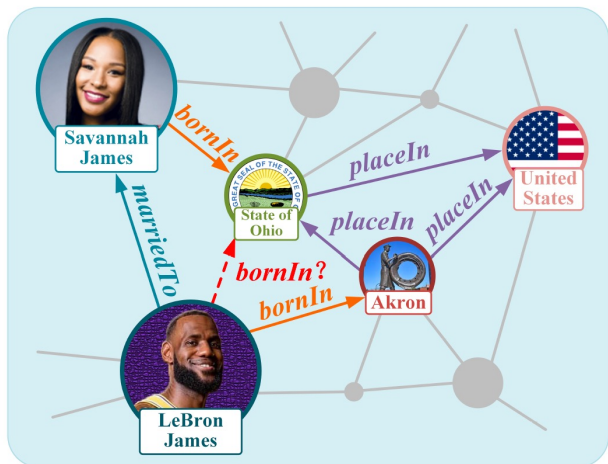 Savannah
James
bornIn
placeIn
United
States
GREAT SEAL OF THE STATE OF O
State of
Ohio
placeIn
placeIn
marriedTo
bornIn?
bornIn
Akron
LeBron
James